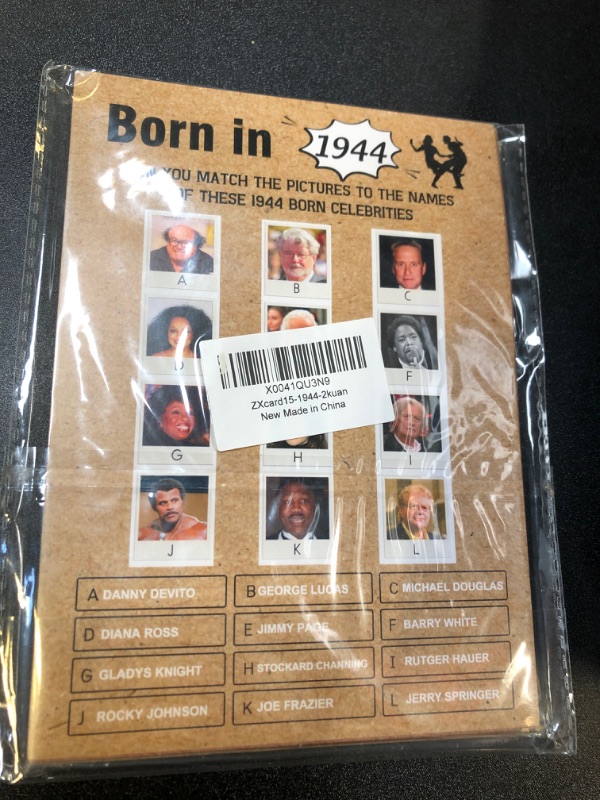 Born in
1944
YOU MATCH THE PICTURES TO THE NAMES
OF THESE 1944 BORN CELEBRITIES
A
B
C
D
F
X0041QU3N9
ZXcard15-1944-2kuan
New Made in China
G
H
I
J
K
L
A DANNY DEVITO
B GEORGE LUCAS
C MICHAEL DOUGLAS
D DIANA ROSS
E JIMMY PAGE
F BARRY WHITE
G GLADYS KNIGHT
H STOCKARD CHANNING
I RUTGER HAUER
J ROCKY JOHNSON
K JOE FRAZIER
L JERRY SPRINGER